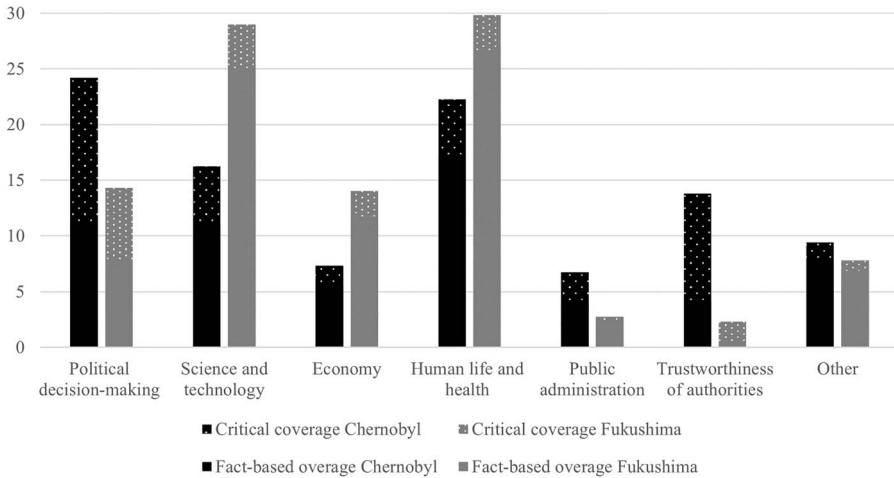 30
25
20
15
10
5
0
Political
decision-making
Science and
technology
Economy
Human life and
health
Public
administration
Trustworthiness
of authorities
Other
Critical coverage Chernobyl
Critical coverage Fukushima
Fact-based overage Chernobyl
Fact-based overage Fukushima